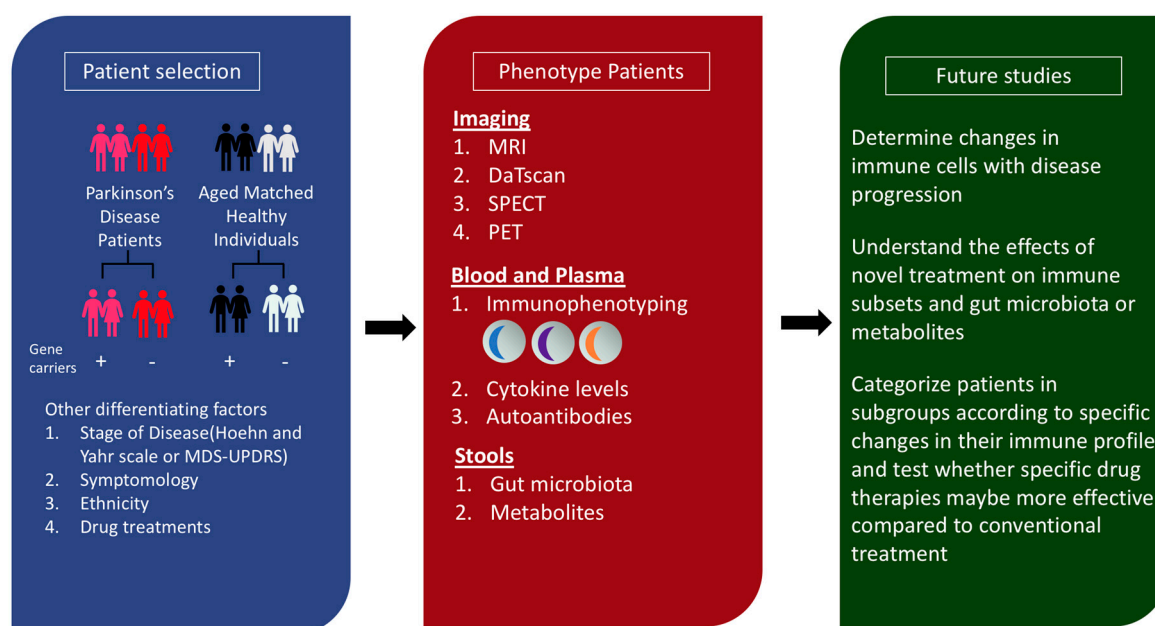 Patient selection
Parkinson's
Disease
Patients
Aged Matched
Healthy
Individuals
Gene
carriers
+
-
+
-
Other differentiating factors
1. Stage of Disease(Hoehn and
Yahr scale or MDS-UPDRS)
2. Symptomology
3. Ethnicity
4. Drug treatments
Phenotype Patients
Imaging
1. MRI
2. DaTscan
3. SPECT
4. PET
Blood and Plasma
1. Immunophenotyping
2. Cytokine levels
3. Autoantibodies
Stools
1. Gut microbiota
2. Metabolites
Future studies
Determine changes in
immune cells with disease
progression
Understand the effects of
novel treatment on immune
subsets and gut microbiota or
metabolites
Categorize patients in
subgroups according to specific
changes in their immune profile
and test whether specific drug
therapies maybe more effective
compared to conventional
treatment